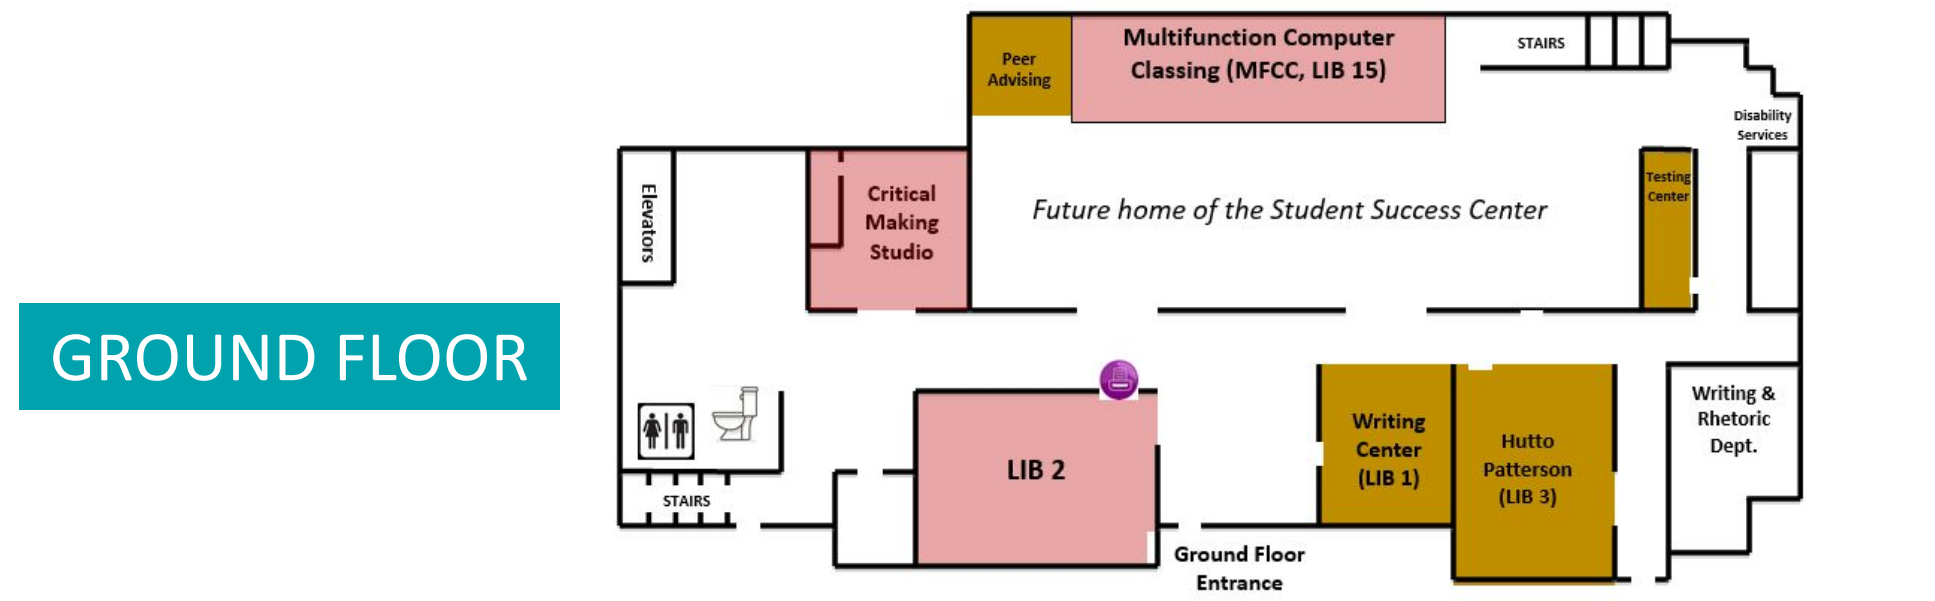 GROUND FLOOR
Peer
Advising
Multifunction Computer
Classing (MFCC, LIB 15)
STAIRS
Disability
Services
Elevators
Critical
Making
Studio
Future home of the Student Success Center
Testing
Center
LIB 2
Writing
Center
(LIB 1)
Hutto
Patterson
(LIB 3)
Writing &
Rhetoric
Dept.
STAIRS
Ground Floor
Entrance